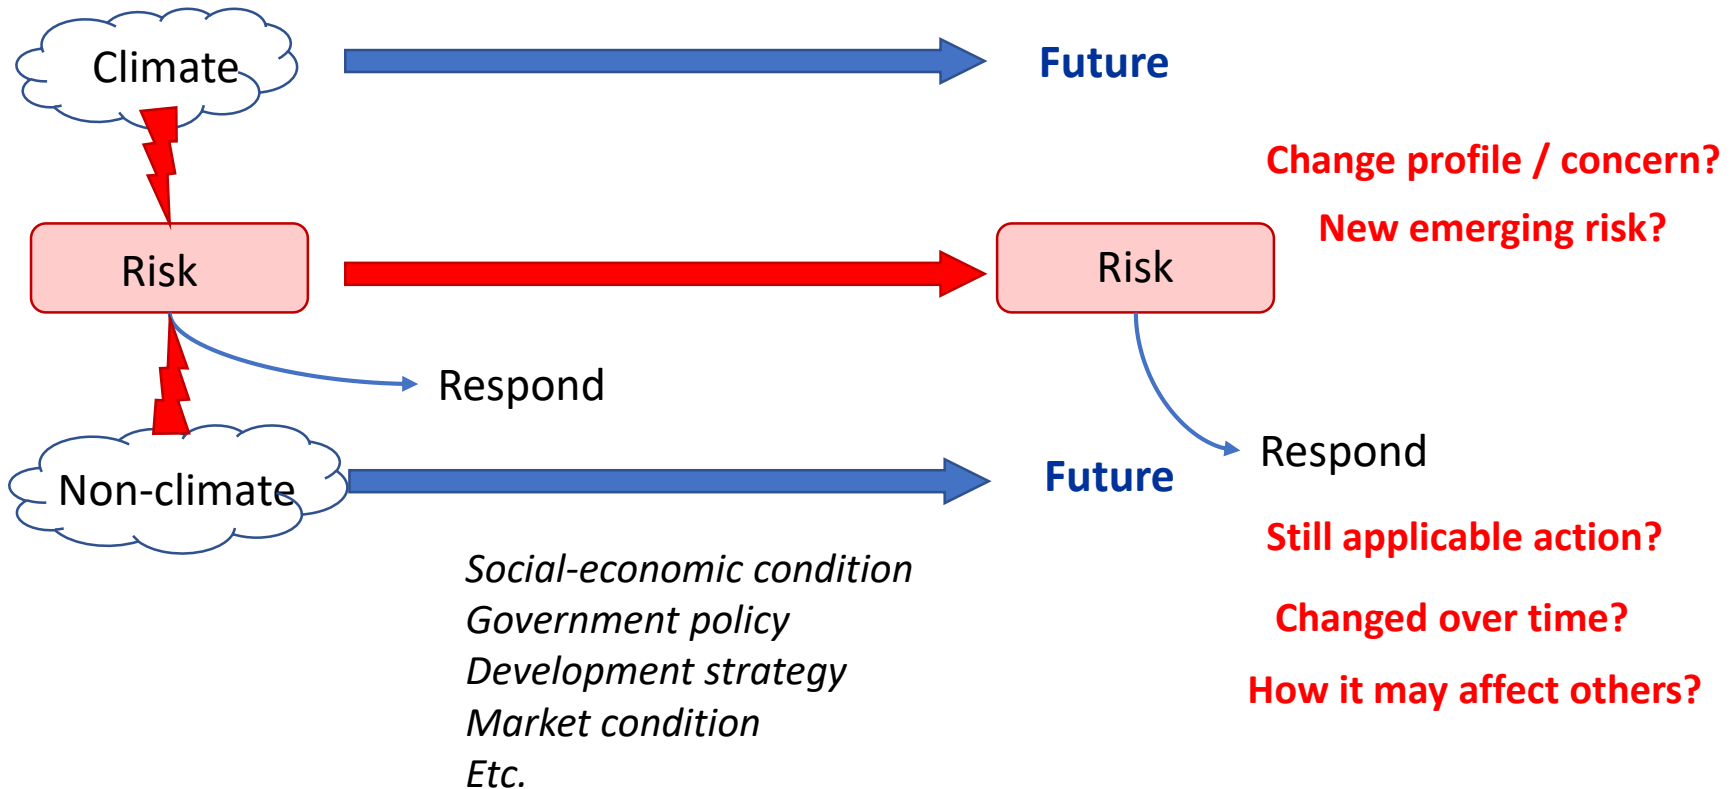 Climate
Future
Change profile / concern?
New emerging risk?
Risk
Risk
Respond
Respond
Non-climate
Future
Still applicable action?
Changed over time?
How it may affect others?
Social-economic condition
Government policy
Development strategy
Market condition
Etc.